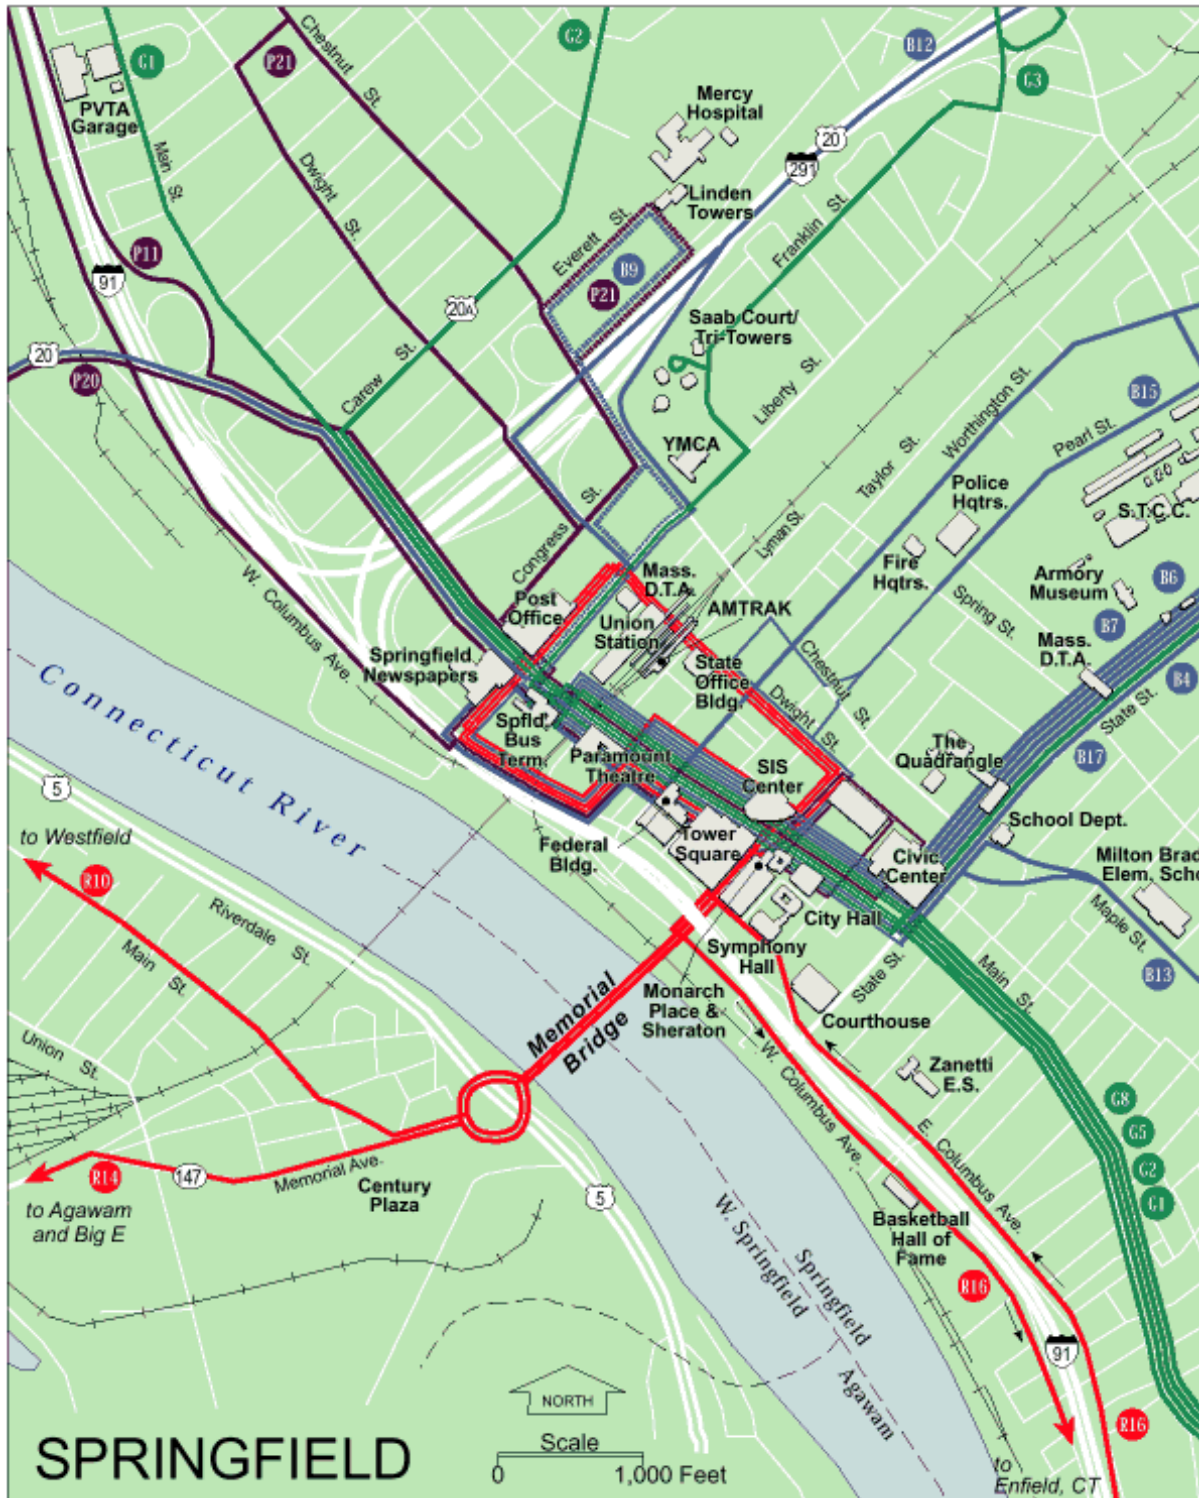 G1
G2
B12
G3
P21
Chestnut St.
PVTA
Garage
Main St.
Dwight St.
Mercy
Hospital
20
291
Linden
Towers
Everett St.
B9
P21
Franklin St.
P11
91
20A
Carew St.
Saab Court/
Tri-Towers
Liberty St.
20
P20
YMCA
Taylor St.
Worthington St.
Pearl St.
B15
Police
Hqtrs.
S.T.C.C.
Lyman St.
Congress St.
W. Columbus Ave.
Fire
Hqtrs.
Spring St.
Armory
Museum
B6
B7
Mass.
D.T.A.
B4
State St.
B17
Post
Office
Mass.
D.T.A.
AMTRAK
Union
Station
State
Office
Bldg.
Chestnut St.
Dwight St.
Springfield
Newspapers
Spfld.
Bus
Term.
Paramount
Theatre
SIS
Center
The
Quadrangle
School Dept.
Connecticut River
5
to Westfield
R10
Federal
Bldg.
Tower
Square
Civic
Center
Milton Brad
Elem. Scho
Maple St.
B13
City Hall
Symphony
Hall
State St.
Main St.
Riverdale St.
Main St.
Memorial
Bridge
Monarch
Place &
Sheraton
Courthouse
Union St.
W. Columbus Ave.
Zanetti
E.S.
E. Columbus Ave.
G8
G5
G2
G1
R14
147
Memorial Ave.
Century
Plaza
5
to Agawam
and Big E
Basketball
Hall of
Fame
R16
W. Springfield
Springfield
Agawam
91
R16
NORTH
SPRINGFIELD
Scale
0
1,000 Feet
to
Enfield, CT